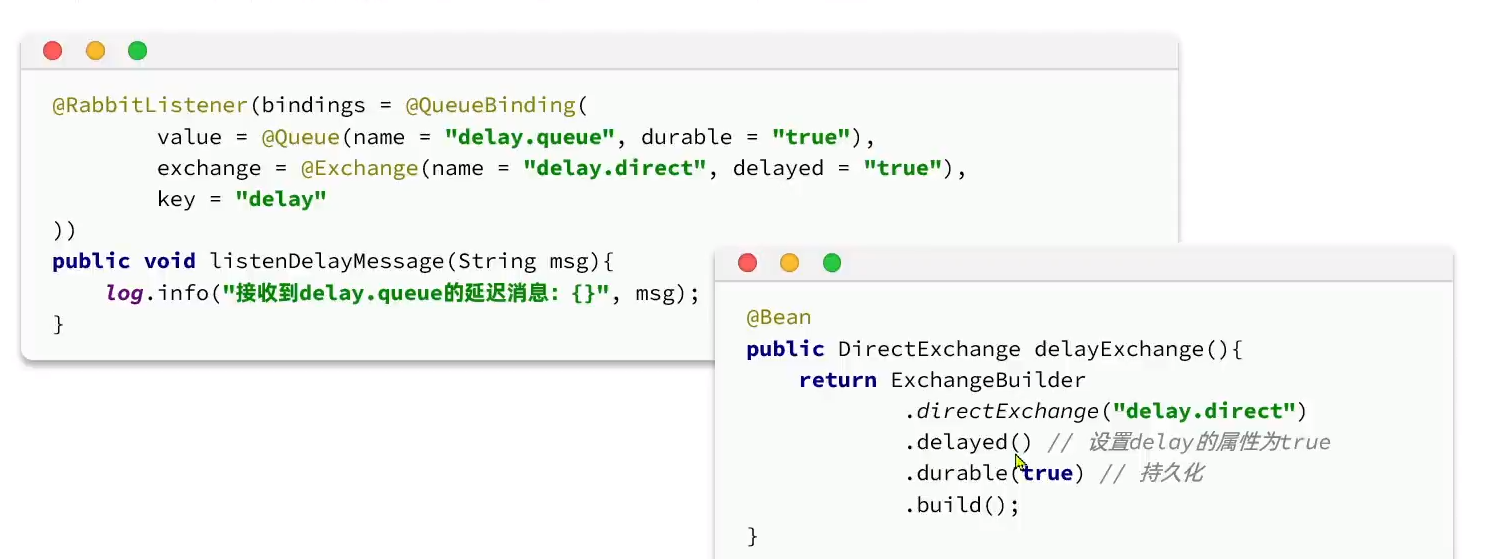 @RabbitListener(bindings = @QueueBinding(
        value = @Queue(name = "delay.queue", durable = "true"),
        exchange = @Exchange(name = "delay.direct", delayed = "true"),
        key = "delay"
))
public void listenDelayMessage(String msg){
    log.info("接收到delay.queue的延迟消息：{}", msg);
}
@Bean
public DirectExchange delayExchange(){
    return ExchangeBuilder
            .directExchange("delay.direct")
            .delayed() // 设置delay的属性为true
            .durable(true) // 持久化
            .build();
}